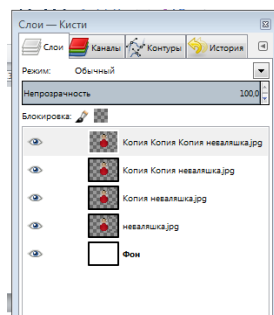 Слои — Кисти
Слои Каналы Контуры История
Режим: Обычный
Непрозрачность 100,0
Блокировка:
Копия Копия Копия неваляшка.jpg
Копия Копия неваляшка.jpg
Копия неваляшка.jpg
неваляшка.jpg
Фон